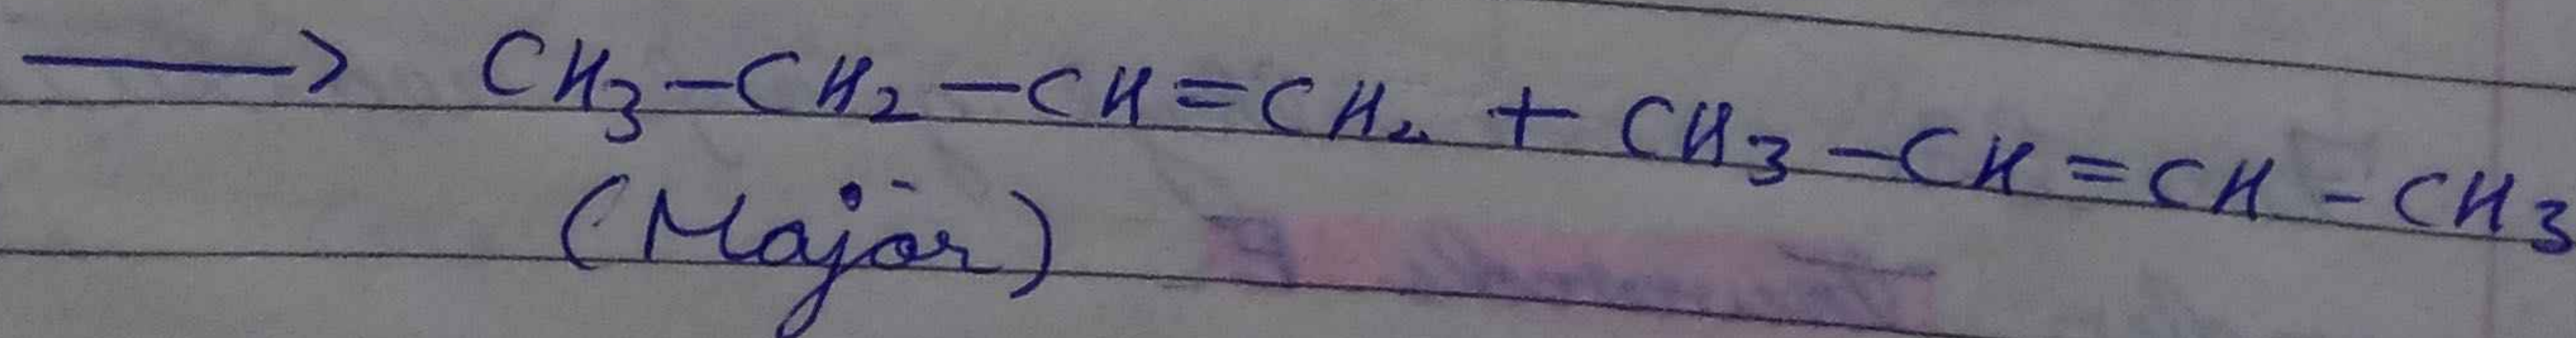 ⟶ CH₃–CH₂–CH=CH₂ + CH₃–CH=CH–CH₃
(Major)